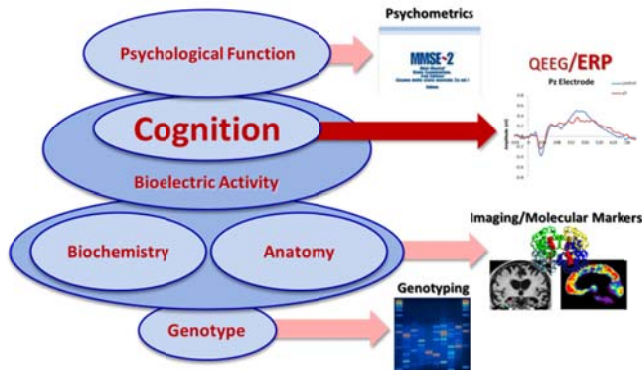 Psychometrics
Psychological Function
MMSE-2
QEEG/ERP
Pz Electrode
Cognition
Bioelectric Activity
Imaging/Molecular Markers
Biochemistry
Anatomy
Genotyping
Genotype